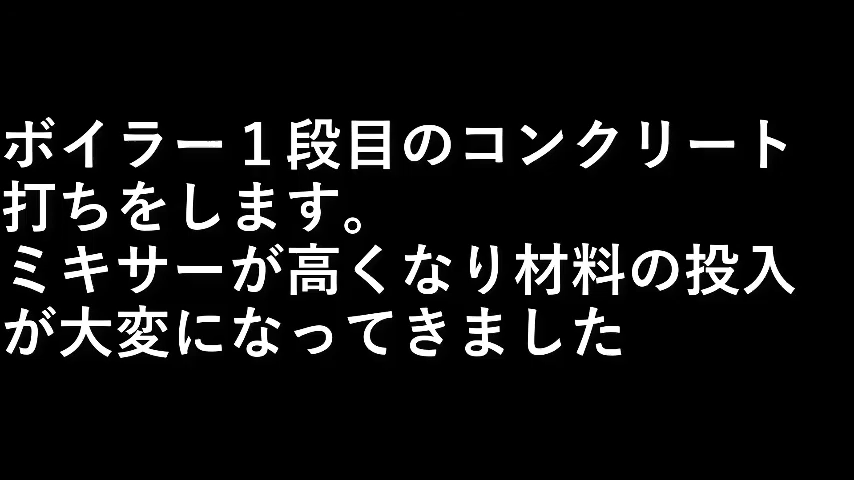 ボイラー１段目のコンクリート
打ちをします。
ミキサーが高くなり材料の投入
が大変になってきました